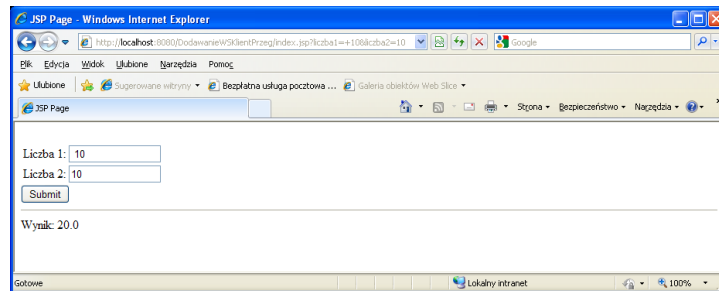 JSP Page - Windows Internet Explorer
http://localhost:8080/DodawanieWSKlientPrzeg/index.jsp?liczba1=+10&liczba2=10
Google
Plik Edycja Widok Ulubione Narzędzia Pomoc
Ulubione Sugerowane witryny Bezpłatna usługa pocztowa ... Galeria obiektów Web Slice
JSP Page Strona Bezpieczeństwo Narzędzia
Liczba 1: 10
Liczba 2: 10
Submit
Wynik: 20.0
Gotowe Lokalny intranet 100%